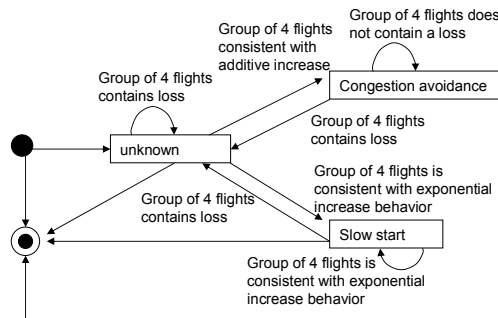 Group of 4 flights does
not contain a loss
Group of 4 flights
consistent with
additive increase
Group of 4 flights
contains loss
Congestion avoidance
Group of 4 flights
contains loss
unknown
Group of 4 flights is
consistent with exponential
increase behavior
Group of 4 flights
contains loss
Slow start
Group of 4 flights is
consistent with exponential
increase behavior